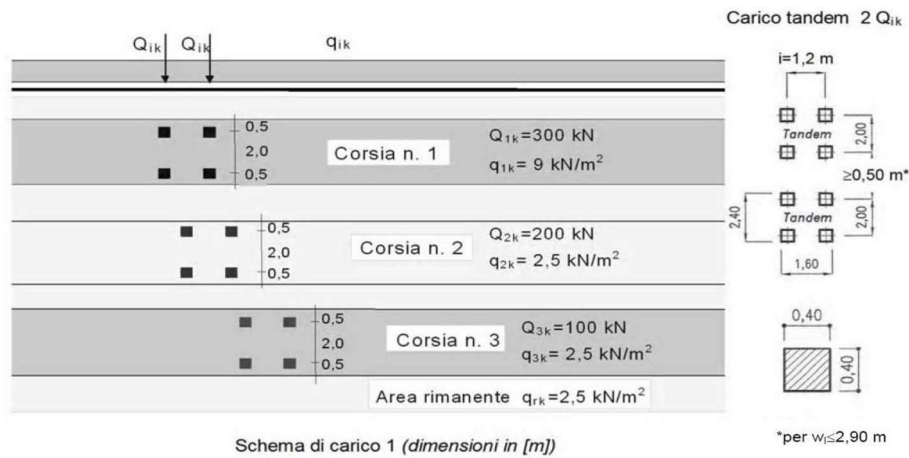 Carico tandem 2 Qik
Qik Qik qik
i=1,2 m
0,5
2,0
0,5
Corsia n. 1
Q1k=300 kN
q1k= 9 kN/m²
Tandem
2,00
≥0,50 m*
0,5
2,0
0,5
Corsia n. 2
Q2k=200 kN
q2k= 2,5 kN/m²
2,40
Tandem
2,00
1,60
0,5
2,0
0,5
Corsia n. 3
Q3k=100 kN
q3k= 2,5 kN/m²
0,40
0,40
Area rimanente qrk=2,5 kN/m²
Schema di carico 1 (dimensioni in [m])
*per wl≤2,90 m